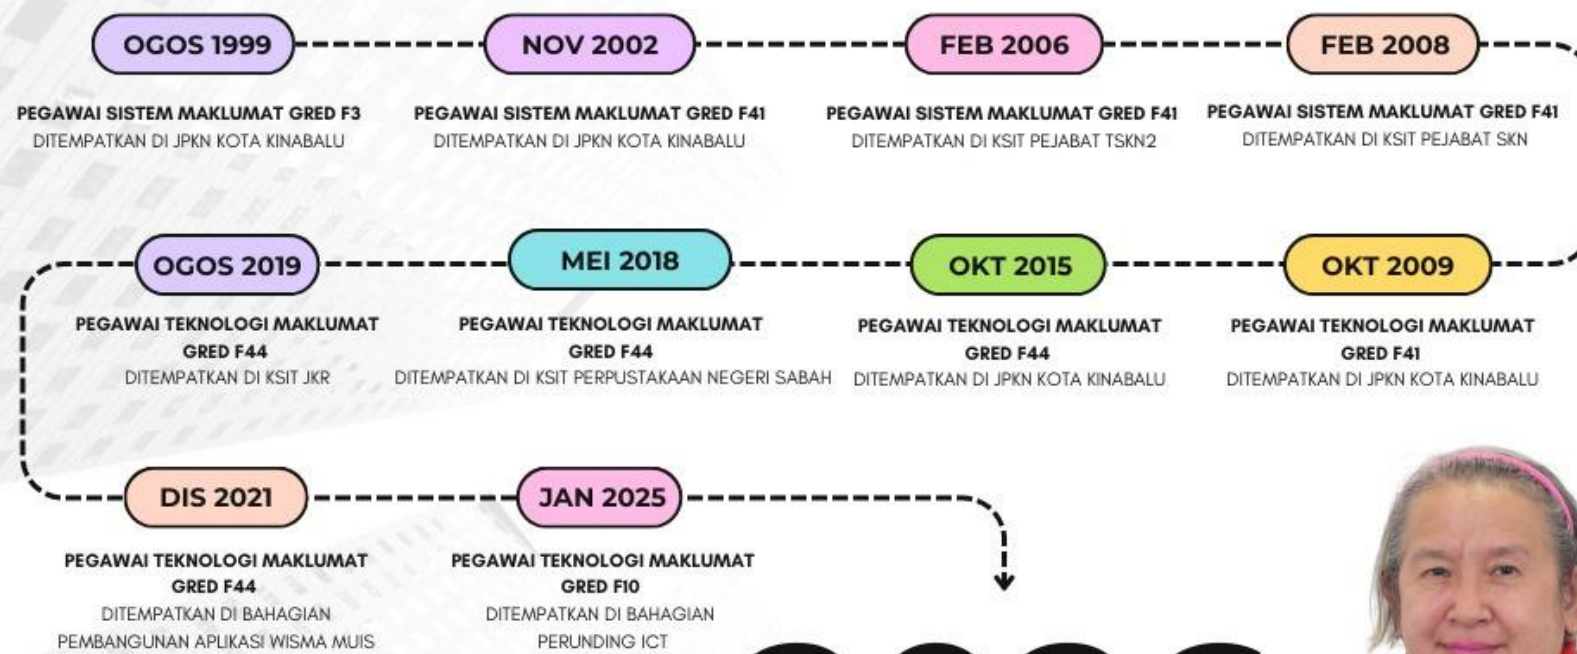 OGOS 1999
NOV 2002
FEB 2006
FEB 2008
PEGAWAI SISTEM MAKLUMAT GRED F3
DITEMPATKAN DI JPKN KOTA KINABALU
PEGAWAI SISTEM MAKLUMAT GRED F41
DITEMPATKAN DI JPKN KOTA KINABALU
PEGAWAI SISTEM MAKLUMAT GRED F41
DITEMPATKAN DI KSIT PEJABAT TSKN2
PEGAWAI SISTEM MAKLUMAT GRED F41
DITEMPATKAN DI KSIT PEJABAT SKN
OGOS 2019
MEI 2018
OKT 2015
OKT 2009
PEGAWAI TEKNOLOGI MAKLUMAT
GRED F44
DITEMPATKAN DI KSIT JKR
PEGAWAI TEKNOLOGI MAKLUMAT
GRED F44
DITEMPATKAN DI KSIT PERPUSTAKAAN NEGERI SABAH
PEGAWAI TEKNOLOGI MAKLUMAT
GRED F44
DITEMPATKAN DI JPKN KOTA KINABALU
PEGAWAI TEKNOLOGI MAKLUMAT
GRED F41
DITEMPATKAN DI JPKN KOTA KINABALU
DIS 2021
JAN 2025
PEGAWAI TEKNOLOGI MAKLUMAT
GRED F44
DITEMPATKAN DI BAHAGIAN
PEMBANGUNAN APLIKASI WISMA MUIS
PEGAWAI TEKNOLOGI MAKLUMAT
GRED F10
DITEMPATKAN DI BAHAGIAN
PERUNDING ICT